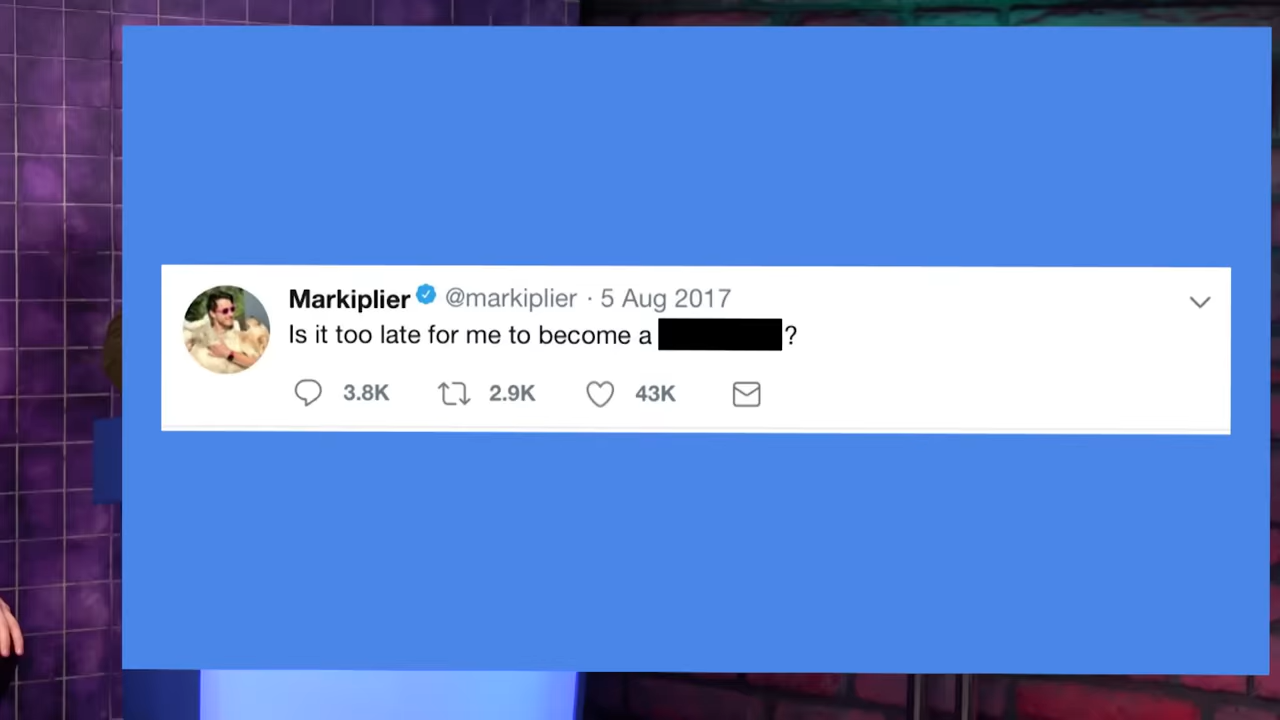 Markiplier @markiplier · 5 Aug 2017
Is it too late for me to become a ?
3.8K 2.9K 43K